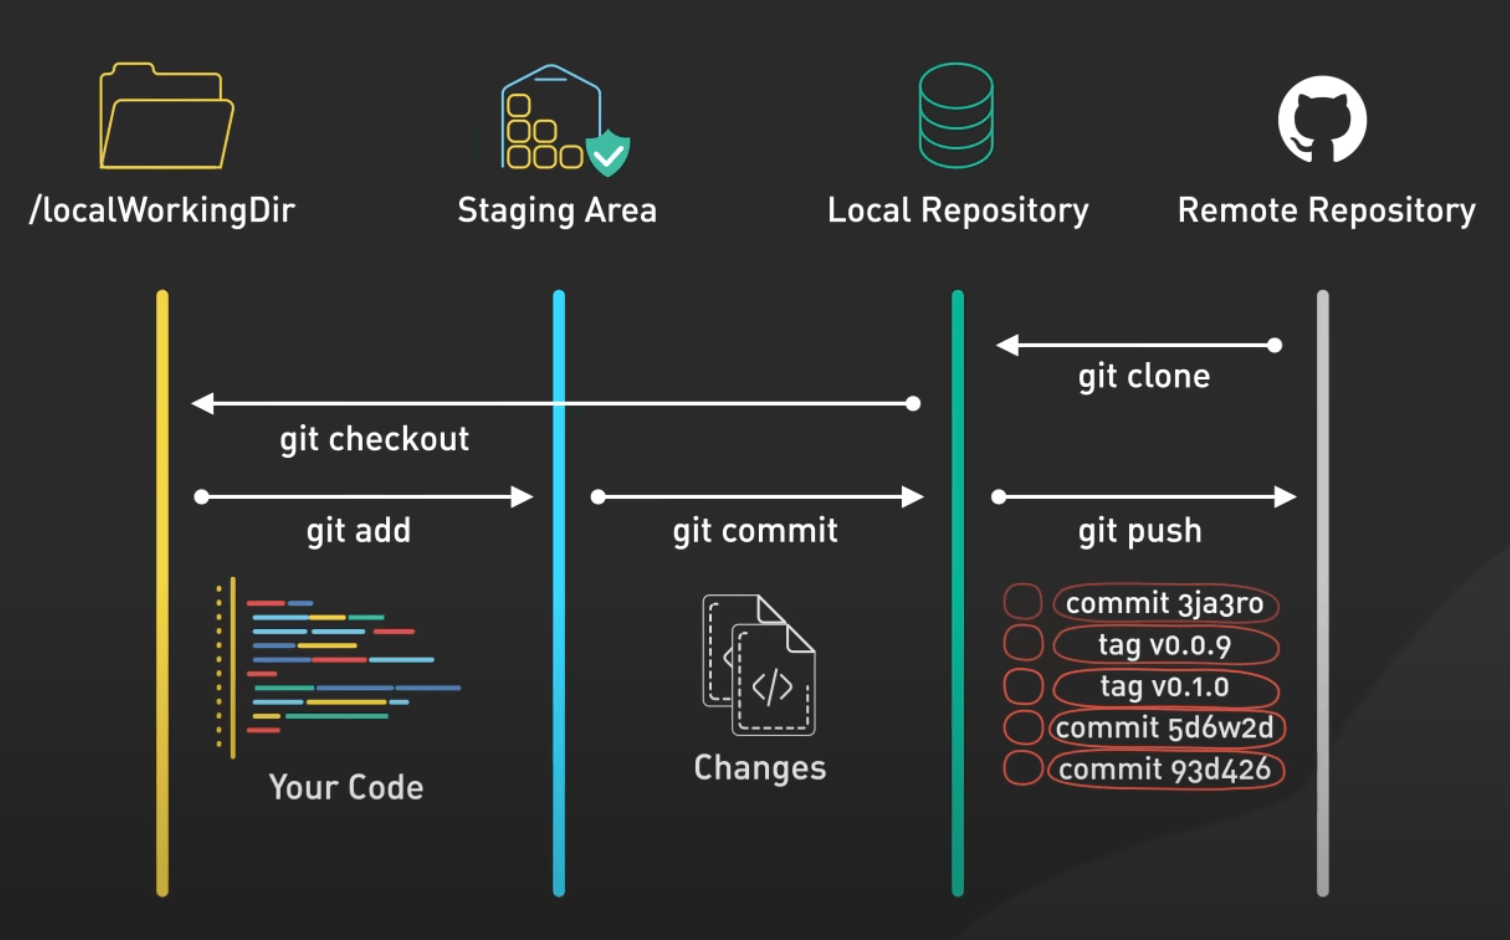 /localWorkingDir
Staging Area
Local Repository
Remote Repository
git clone
git checkout
git add
git commit
git push
commit 3ja3ro
tag v0.0.9
tag v0.1.0
commit 5d6w2d
commit 93d426
</>
Changes
Your Code